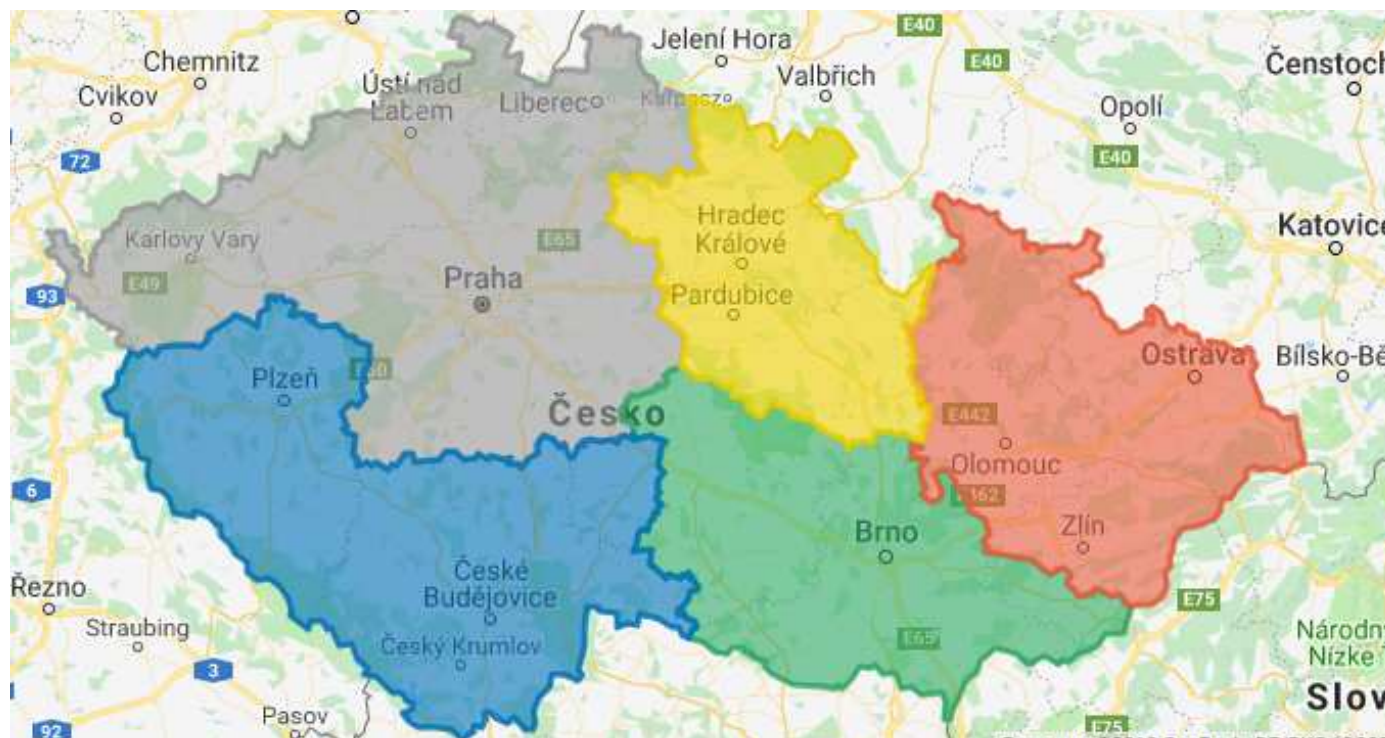 E40
Jelení Hora
Chemnitz
E40
Čenstoch
Valbřich
Ústí nad
Labem
Cvikov
Liberec
Opolí
72
E40
Karlovy Vary
Hradec
Králové
E65
Katovice
Praha
E49
93
Pardubice
Ostrava
Bílsko-Bě
Plzeň
Česko
E442
Olomouc
6
E462
Zlín
Brno
České
Budějovice
Řezno
E75
Straubing
E65
Český Krumlov
Národn
Nízke
3
Slov
Pasov
E75
92